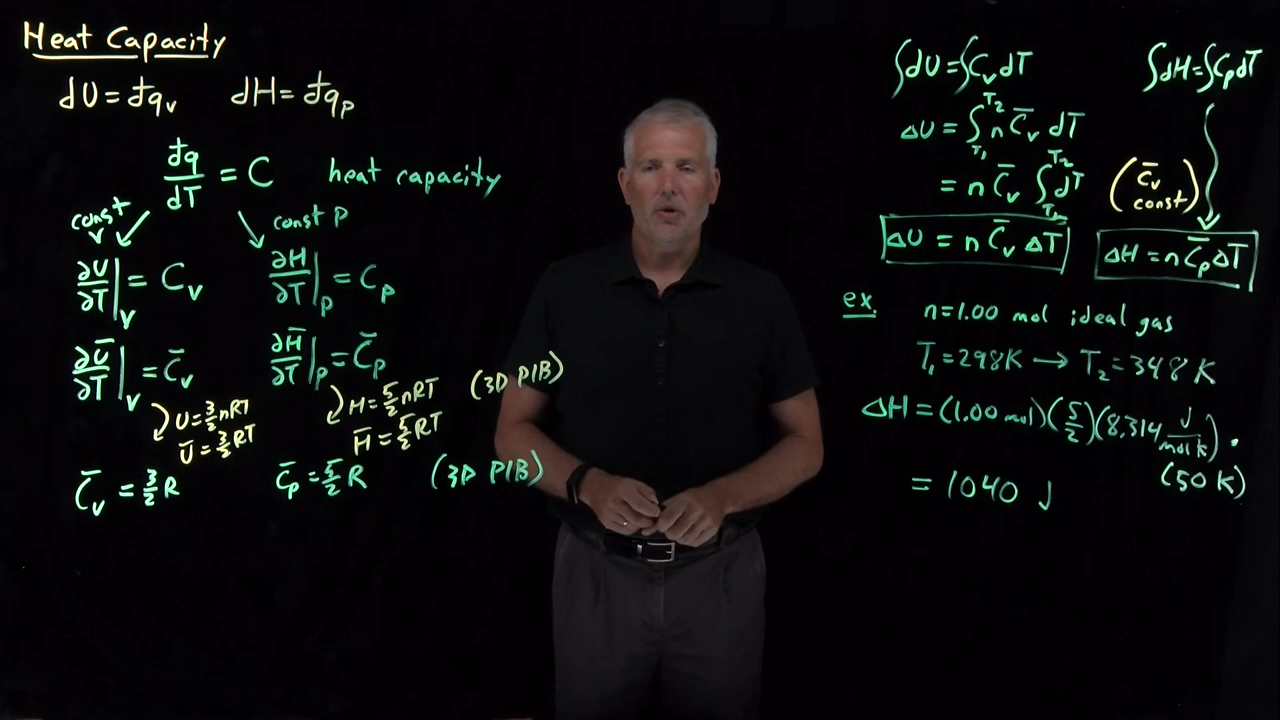 Heat Capacity
dU = đq_v    dH = đq_p
đq/dT = C    heat capacity
const V    const P
∂U/∂T|_V = C_V    ∂H/∂T|_P = C_P
∂Ū/∂T|_V = C̄_V    ∂H̄/∂T|_P = C̄_P
U = 3/2 nRT    H = 5/2 nRT    (3D PIB)
Ū = 3/2 RT    H̄ = 5/2 RT
C̄_V = 3/2 R    C̄_P = 5/2 R    (3D PIB)
∫dU = ∫C_V dT    ∫dH = ∫C_P dT
ΔU = ∫_{T₁}^{T₂} n C̄_V dT
= n C̄_V ∫_{T₁}^{T₂} dT    (C̄_V const)
ΔU = n C̄_V ΔT    ΔH = n C̄_P ΔT
ex.    n = 1.00 mol ideal gas
T₁ = 298 K → T₂ = 348 K
ΔH = (1.00 mol)(5/2)(8.314 J/mol K) ·
(50 K)
= 1040 J